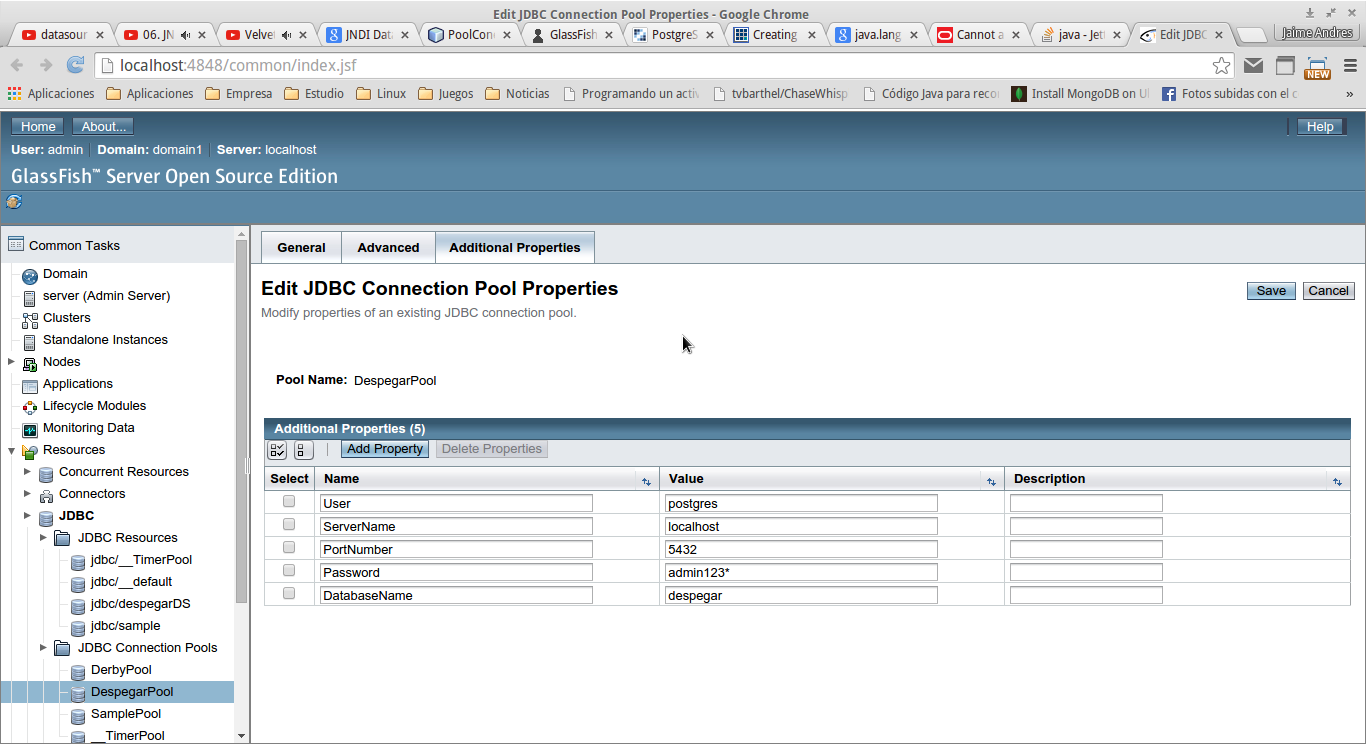 Edit JDBC Connection Pool Properties - Google Chrome
datasour
06. JN
Velve
JNDI Dat
PoolCon
GlassFish
PostgreS
Creating
java.lang
Cannot a
java - Jet
Edit JDBC
Jaime Andres
localhost:4848/common/index.jsf
NEW
Aplicaciones
Aplicaciones
Empresa
Estudio
Linux
Juegos
Noticias
Programando un activ
tvbarthel/ChaseWhisp
Código Java para reco
Install MongoDB on U
Fotos subidas con el c
»
Home
About...
Help
User: admin
Domain: domain1
Server: localhost
GlassFish™ Server Open Source Edition
Common Tasks
Domain
server (Admin Server)
Clusters
Standalone Instances
Nodes
Applications
Lifecycle Modules
Monitoring Data
Resources
Concurrent Resources
Connectors
JDBC
JDBC Resources
jdbc/__TimerPool
jdbc/__default
jdbc/despegarDS
jdbc/sample
JDBC Connection Pools
DerbyPool
DespegarPool
SamplePool
__TimerPool
General
Advanced
Additional Properties
Edit JDBC Connection Pool Properties
Save
Cancel
Modify properties of an existing JDBC connection pool.
Pool Name: DespegarPool
Additional Properties (5)
Add Property
Delete Properties
Select Name Value Description
User postgres
ServerName localhost
PortNumber 5432
Password admin123*
DatabaseName despegar